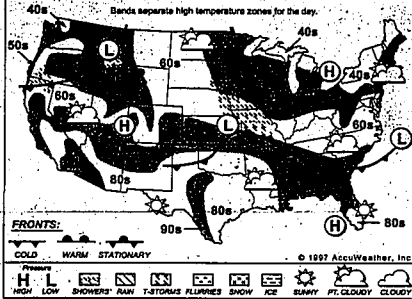 Bands separate high temperature zones for the day.
40s
40s
50s
L
60s
60s
H
40s
60s
H
L
60s
L
80s
80s
90s
H
80s
FRONTS:
COLD WARM STATIONARY
© 1997 AccuWeather, Inc
Pressure
H L
HIGH LOW SHOWERS RAIN T-STORMS FLURRIES SNOW ICE SUNNY PT. CLOUDY CLOUDY